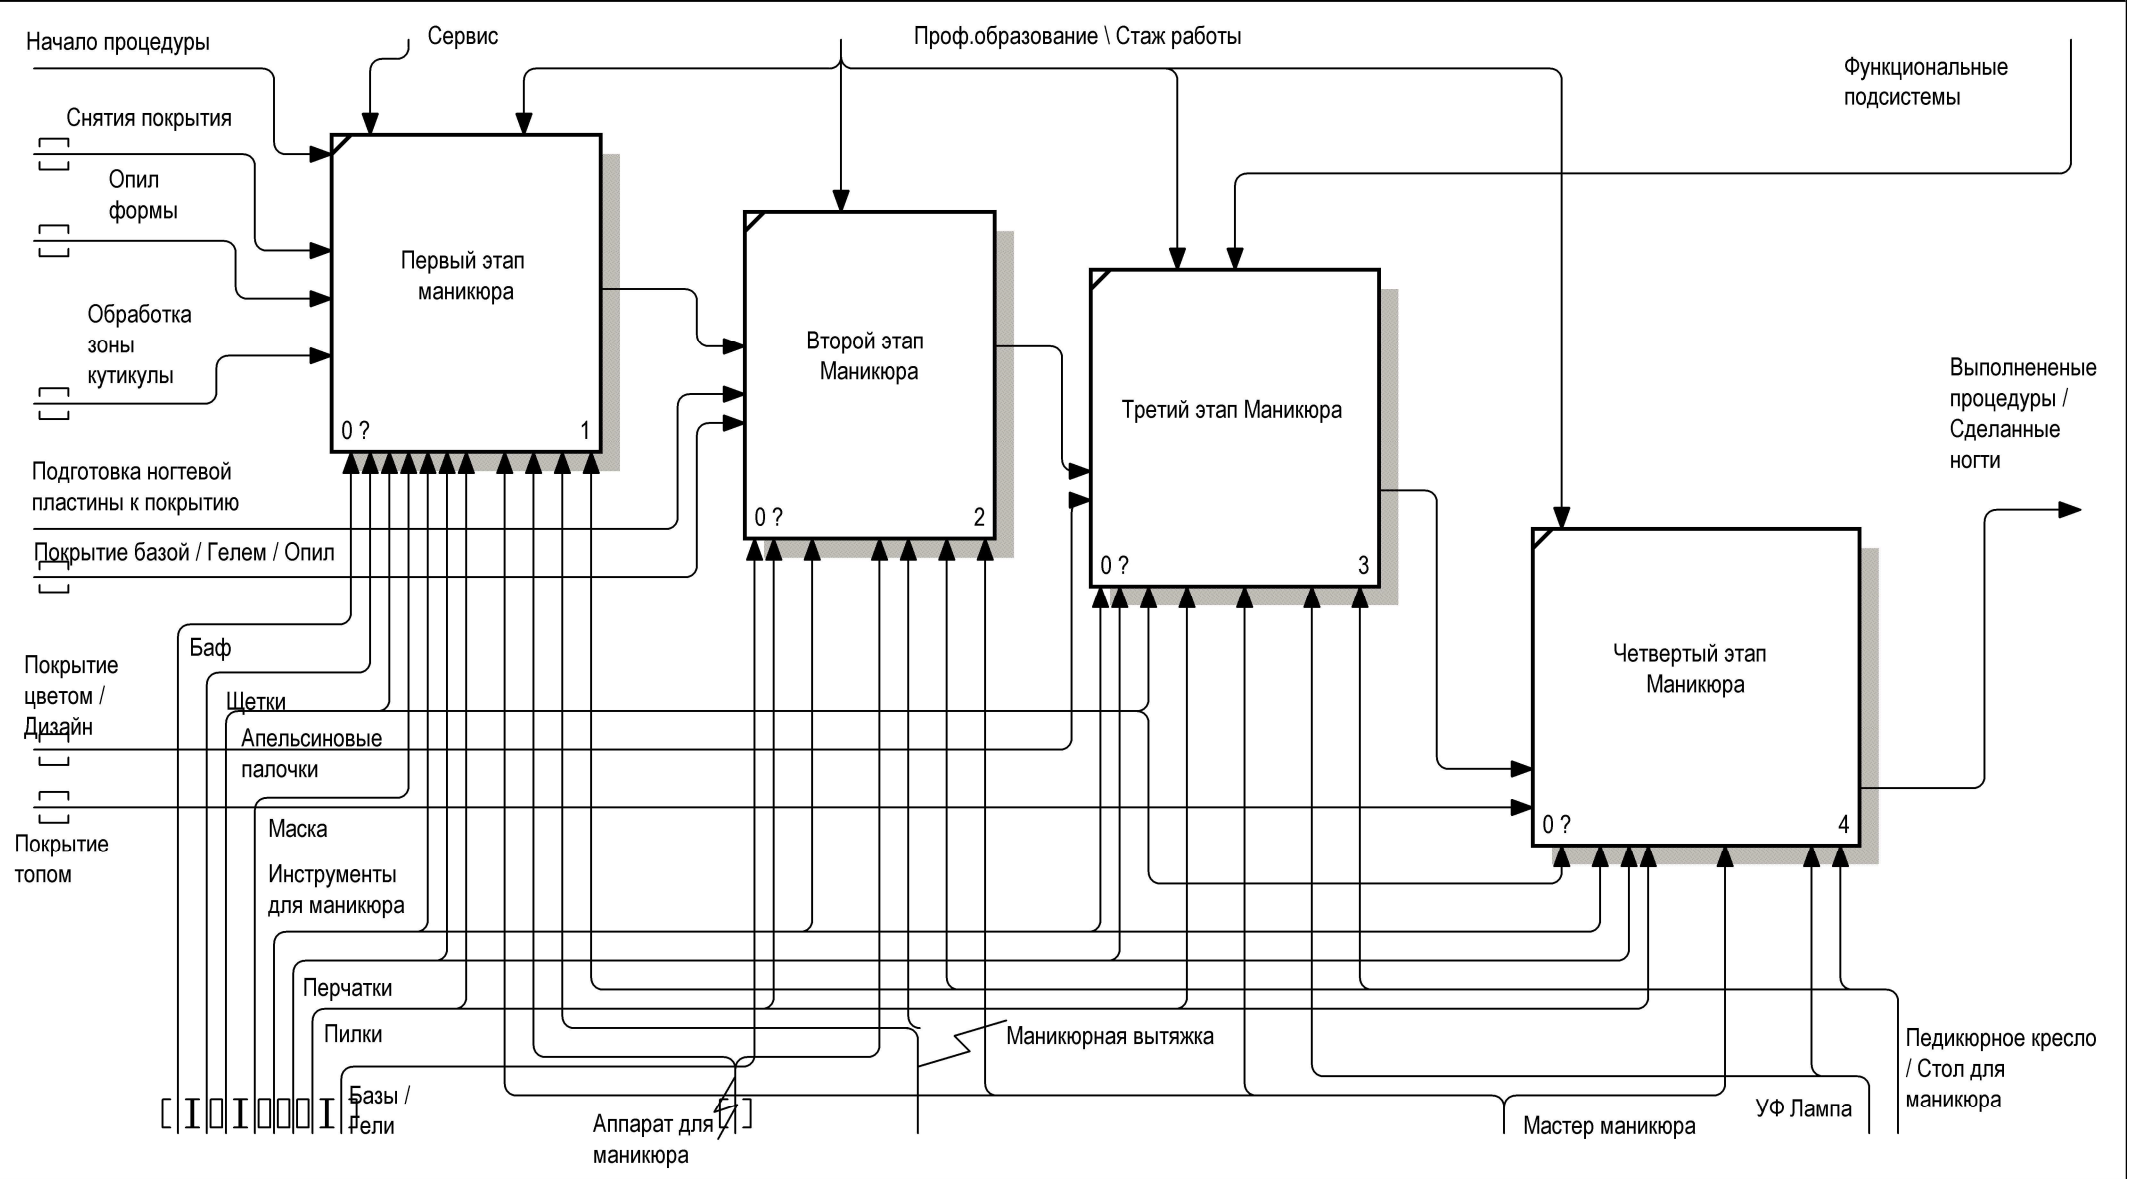 Начало процедуры
Сервис
Проф.образование \ Стаж работы
Функциональные
подсистемы
Снятия покрытия
Опил
формы
Обработка
зоны
кутикулы
Первый этап
маникюра
0 ?
1
Второй этап
Маникюра
0 ?
2
Третий этап Маникюра
0 ?
3
Выполнененые
процедуры /
Сделанные
ногти
Подготовка ногтевой
пластины к покрытию
Покрытие базой / Гелем / Опил
Четвертый этап
Маникюра
0 ?
4
Баф
Покрытие
цветом /
Дизайн
Щетки
Апельсиновые
палочки
Маска
Покрытие
топом
Инструменты
для маникюра
Перчатки
Пилки
Базы /
Гели
Аппарат для
маникюра
Маникюрная вытяжка
Мастер маникюра
УФ Лампа
Педикюрное кресло
/ Стол для
маникюра